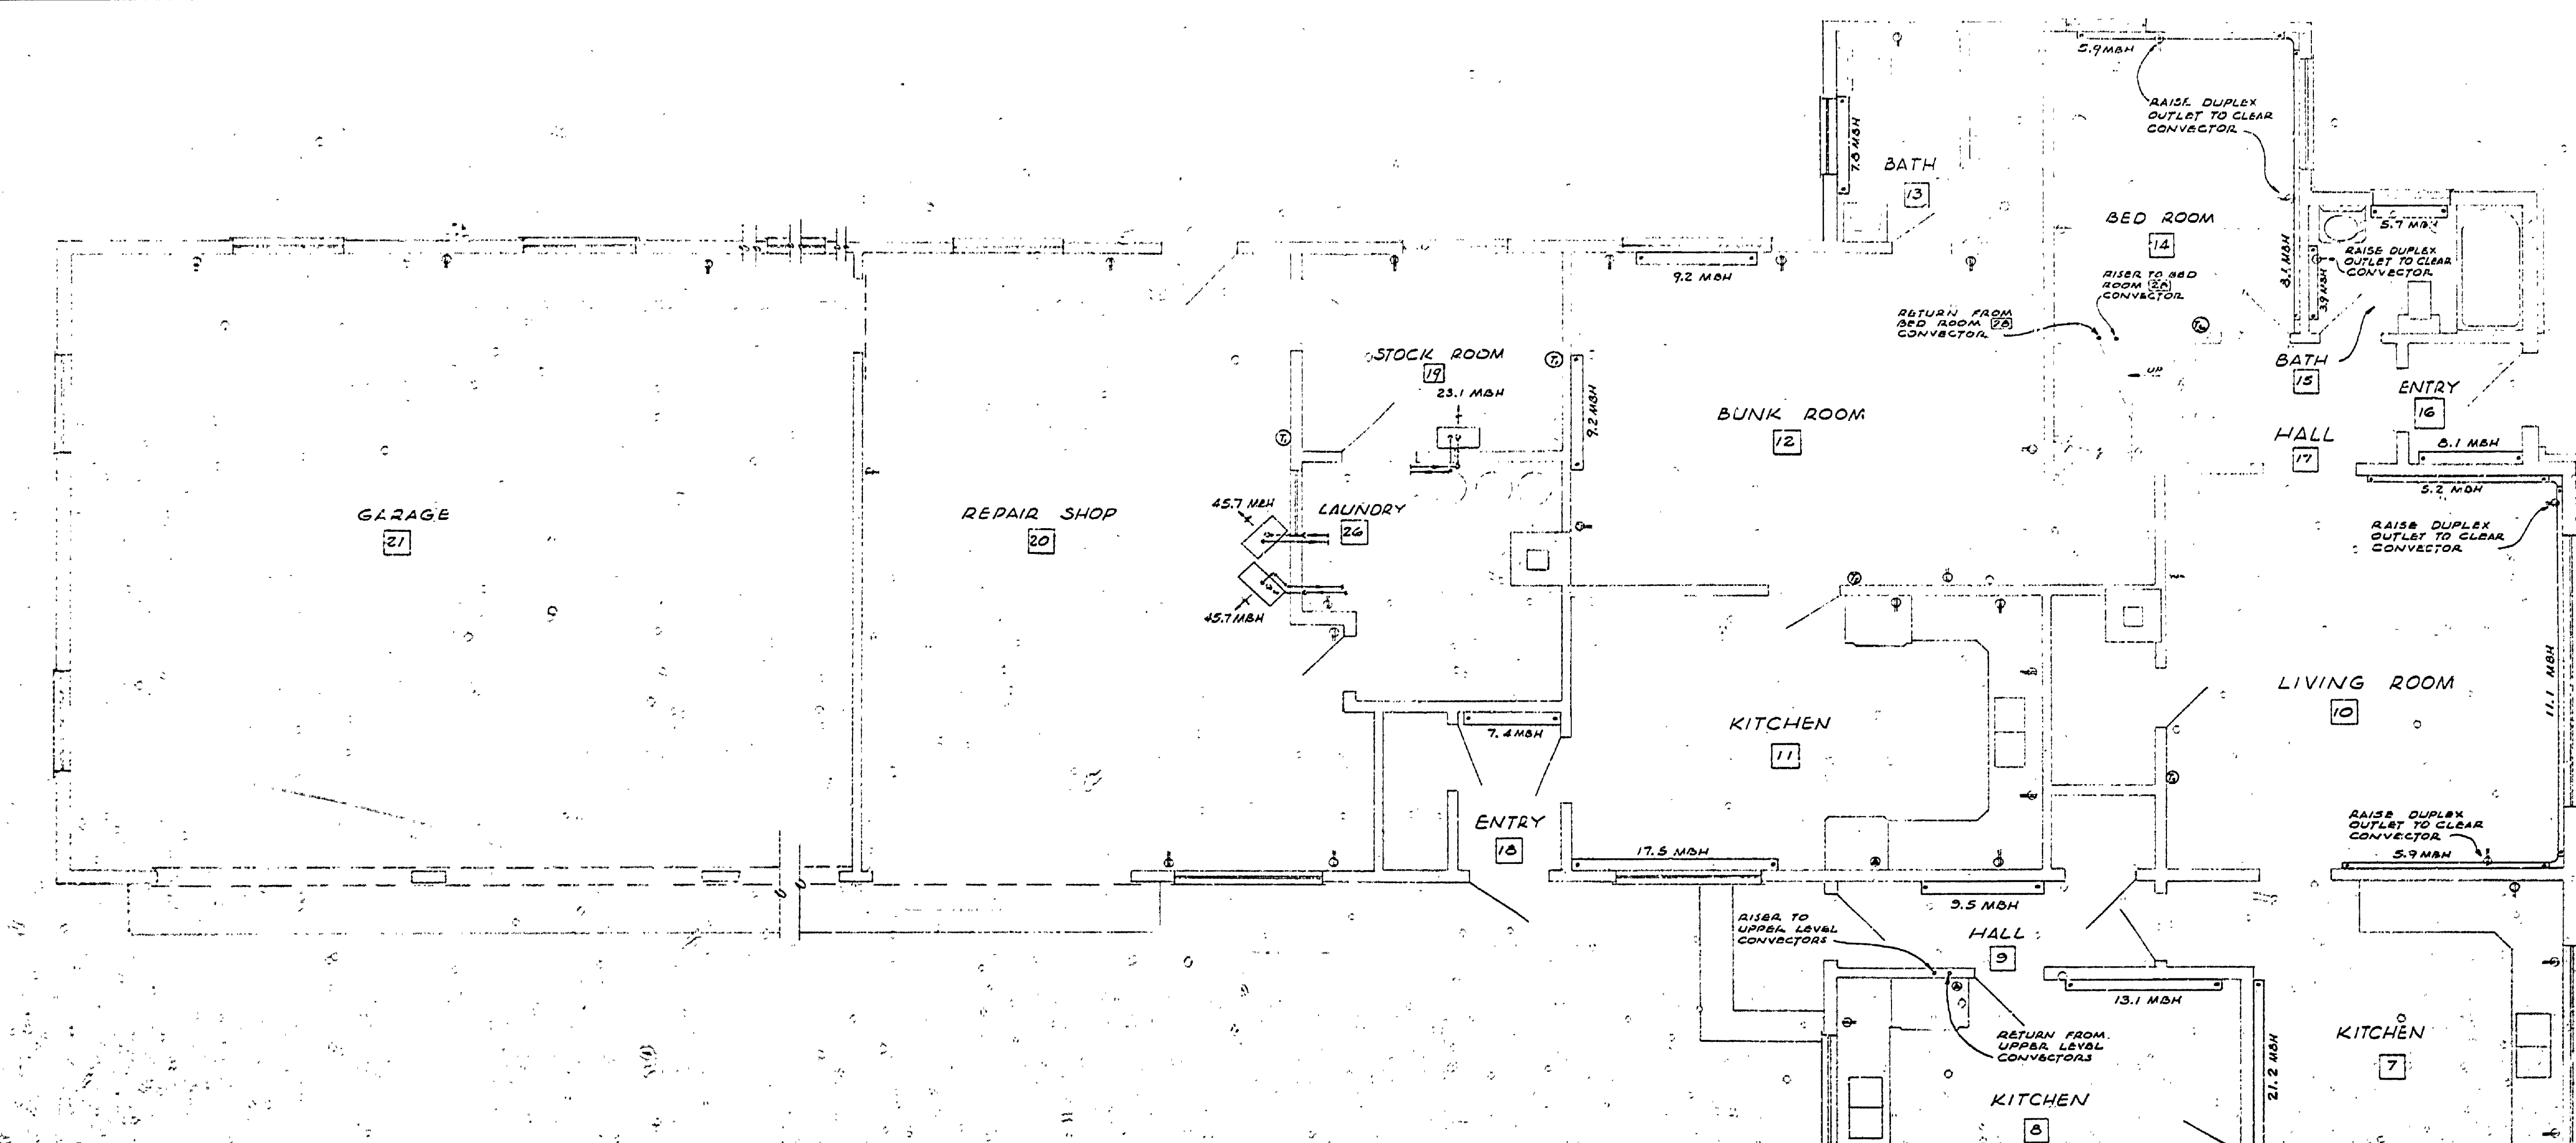 5.9 MBH
RAISE DUPLEX
OUTLET TO CLEAR
CONVECTOR
7.8 MBH
BATH
13
BED ROOM
14
8.1 MBH
5.7 MBH
RAISE DUPLEX
OUTLET TO CLEAR
CONVECTOR
3.9 MBH
RISER TO BED
ROOM 28
CONVECTOR
RETURN FROM
BED ROOM 28
CONVECTOR
UP
9.2 MBH
STOCK ROOM
19
23.1 MBH
9.2 MBH
BUNK ROOM
12
BATH
15
ENTRY
16
HALL
17
8.1 MBH
5.2 MBH
RAISE DUPLEX
OUTLET TO CLEAR
CONVECTOR
GARAGE
21
REPAIR SHOP
20
45.7 MBH
LAUNDRY
26
45.7 MBH
7.4 MBH
KITCHEN
11
LIVING ROOM
10
11.1 MBH
ENTRY
18
17.5 MBH
RAISE DUPLEX
OUTLET TO CLEAR
CONVECTOR
5.9 MBH
9.5 MBH
RISER TO
UPPER LEVEL
CONVECTORS
HALL
9
13.1 MBH
RETURN FROM
UPPER LEVEL
CONVECTORS
21.2 MBH
KITCHEN
7
KITCHEN
8